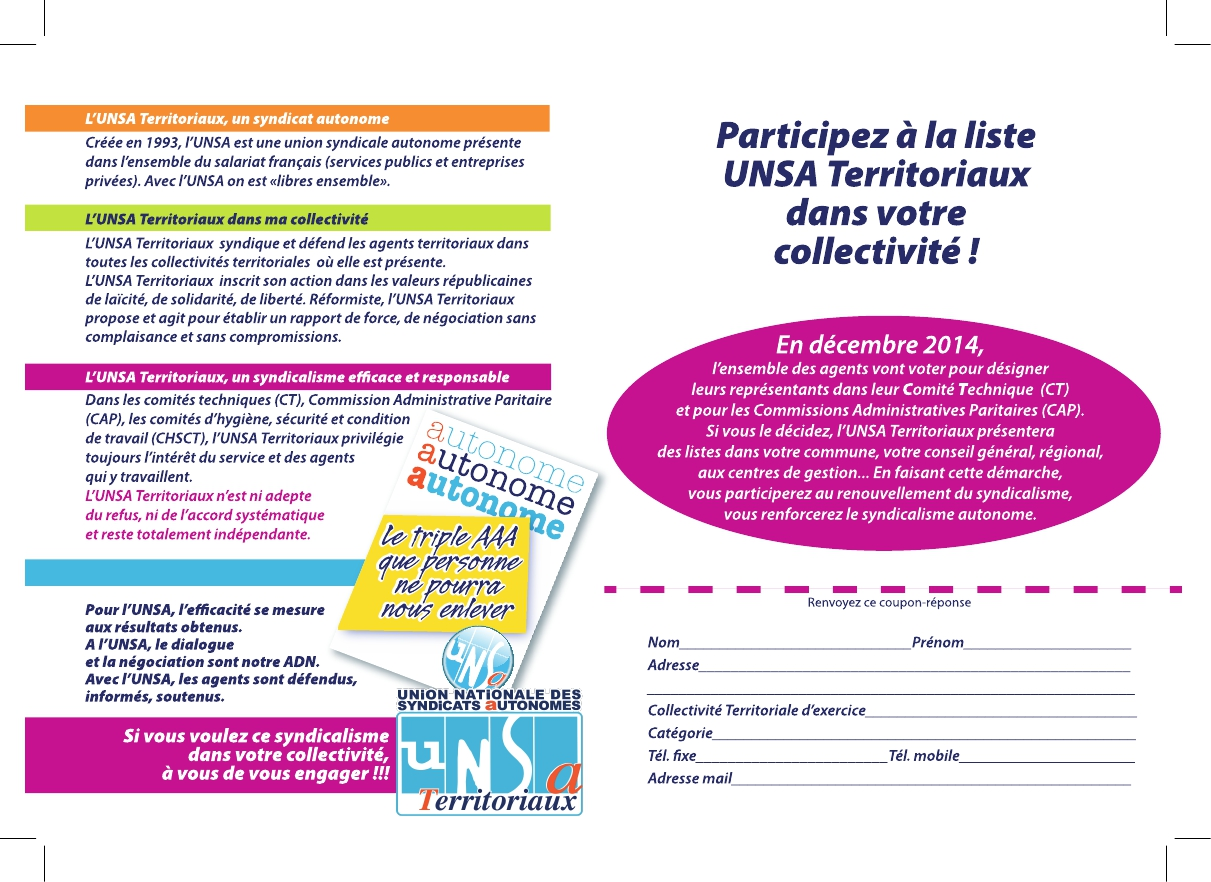 L'UNSA Territoriaux, un syndicat autonome
Créée en 1993, l'UNSA est une union syndicale autonome présente
dans l'ensemble du salariat français (services publics et entreprises
privées). Avec l'UNSA on est «libres ensemble».
L'UNSA Territoriaux dans ma collectivité
L'UNSA Territoriaux syndique et défend les agents territoriaux dans
toutes les collectivités territoriales où elle est présente.
L'UNSA Territoriaux inscrit son action dans les valeurs républicaines
de laïcité, de solidarité, de liberté. Réformiste, l'UNSA Territoriaux
propose et agit pour établir un rapport de force, de négociation sans
complaisance et sans compromissions.
L'UNSA Territoriaux, un syndicalisme efficace et responsable
Dans les comités techniques (CT), Commission Administrative Paritaire
(CAP), les comités d'hygiène, sécurité et condition
de travail (CHSCT), l'UNSA Territoriaux privilégie
toujours l'intérêt du service et des agents
qui y travaillent.
L'UNSA Territoriaux n'est ni adepte
du refus, ni de l'accord systématique
et reste totalement indépendante.
autonome
autonome
autonome
Le triple AAA
que personne
ne pourra
nous enlever
UNSa
Pour l'UNSA, l'efficacité se mesure
aux résultats obtenus.
A l'UNSA, le dialogue
et la négociation sont notre ADN.
Avec l'UNSA, les agents sont défendus,
informés, soutenus.
Si vous voulez ce syndicalisme
dans votre collectivité,
à vous de vous engager !!!
UNION NATIONALE DES
SYNDICATS aUTONOMES
uNSa
Territoriaux
Participez à la liste
UNSA Territoriaux
dans votre
collectivité !
En décembre 2014,
l'ensemble des agents vont voter pour désigner
leurs représentants dans leur Comité Technique (CT)
et pour les Commissions Administratives Paritaires (CAP).
Si vous le décidez, l'UNSA Territoriaux présentera
des listes dans votre commune, votre conseil général, régional,
aux centres de gestion... En faisant cette démarche,
vous participerez au renouvellement du syndicalisme,
vous renforcerez le syndicalisme autonome.
Renvoyez ce coupon-réponse
Nom Prénom
Adresse
Collectivité Territoriale d'exercice
Catégorie
Tél. fixe Tél. mobile
Adresse mail